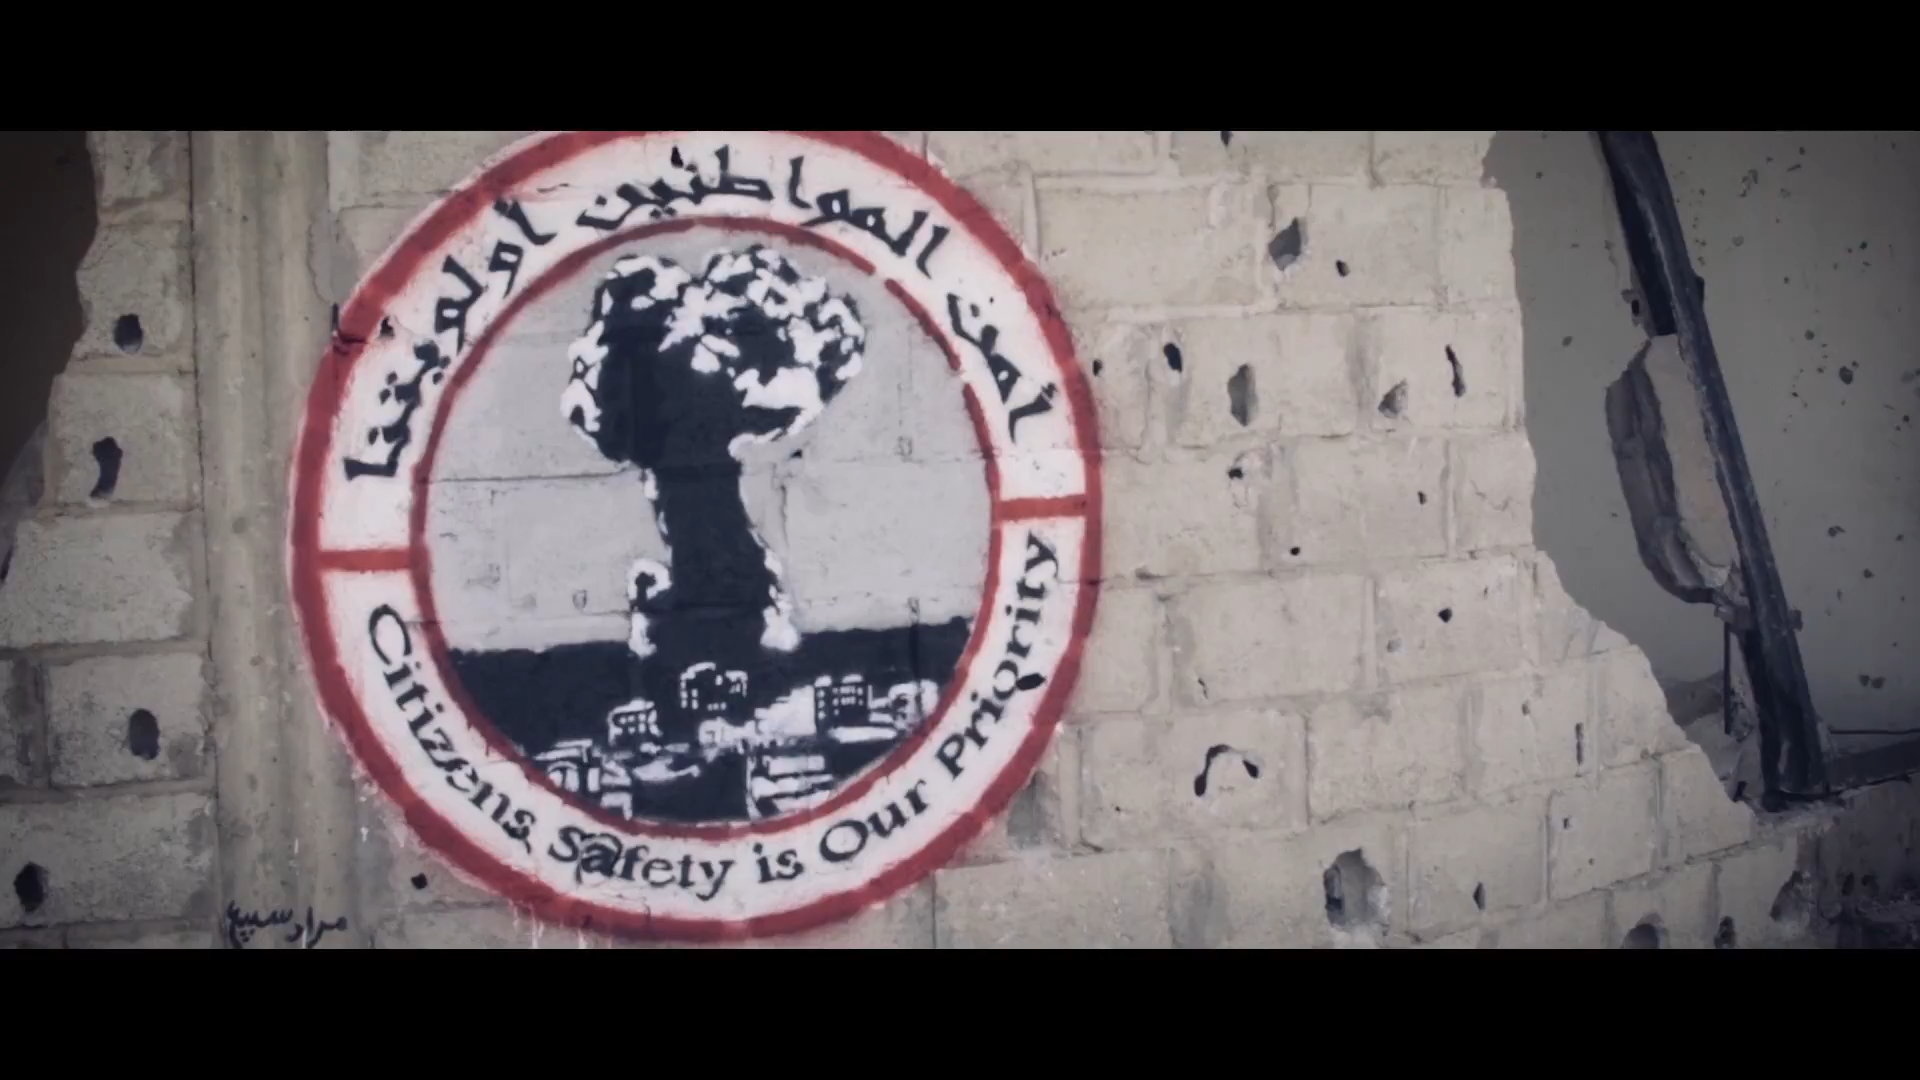 أمن المواطنين أولويتنا
Citizens, Safety is Our Priority
مراد سبيع